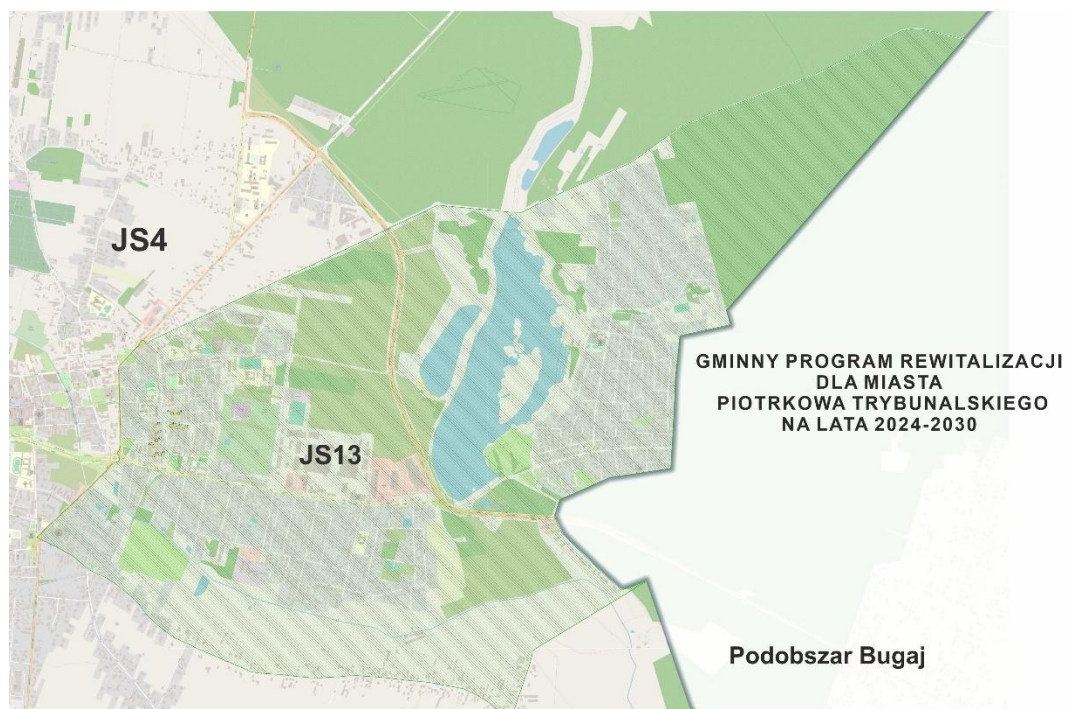 JS4
GMINNY PROGRAM REWITALIZACJI
DLA MIASTA
PIOTRKOWA TRYBUNALSKIEGO
NA LATA 2024-2030
JS13
Podobszar Bugaj